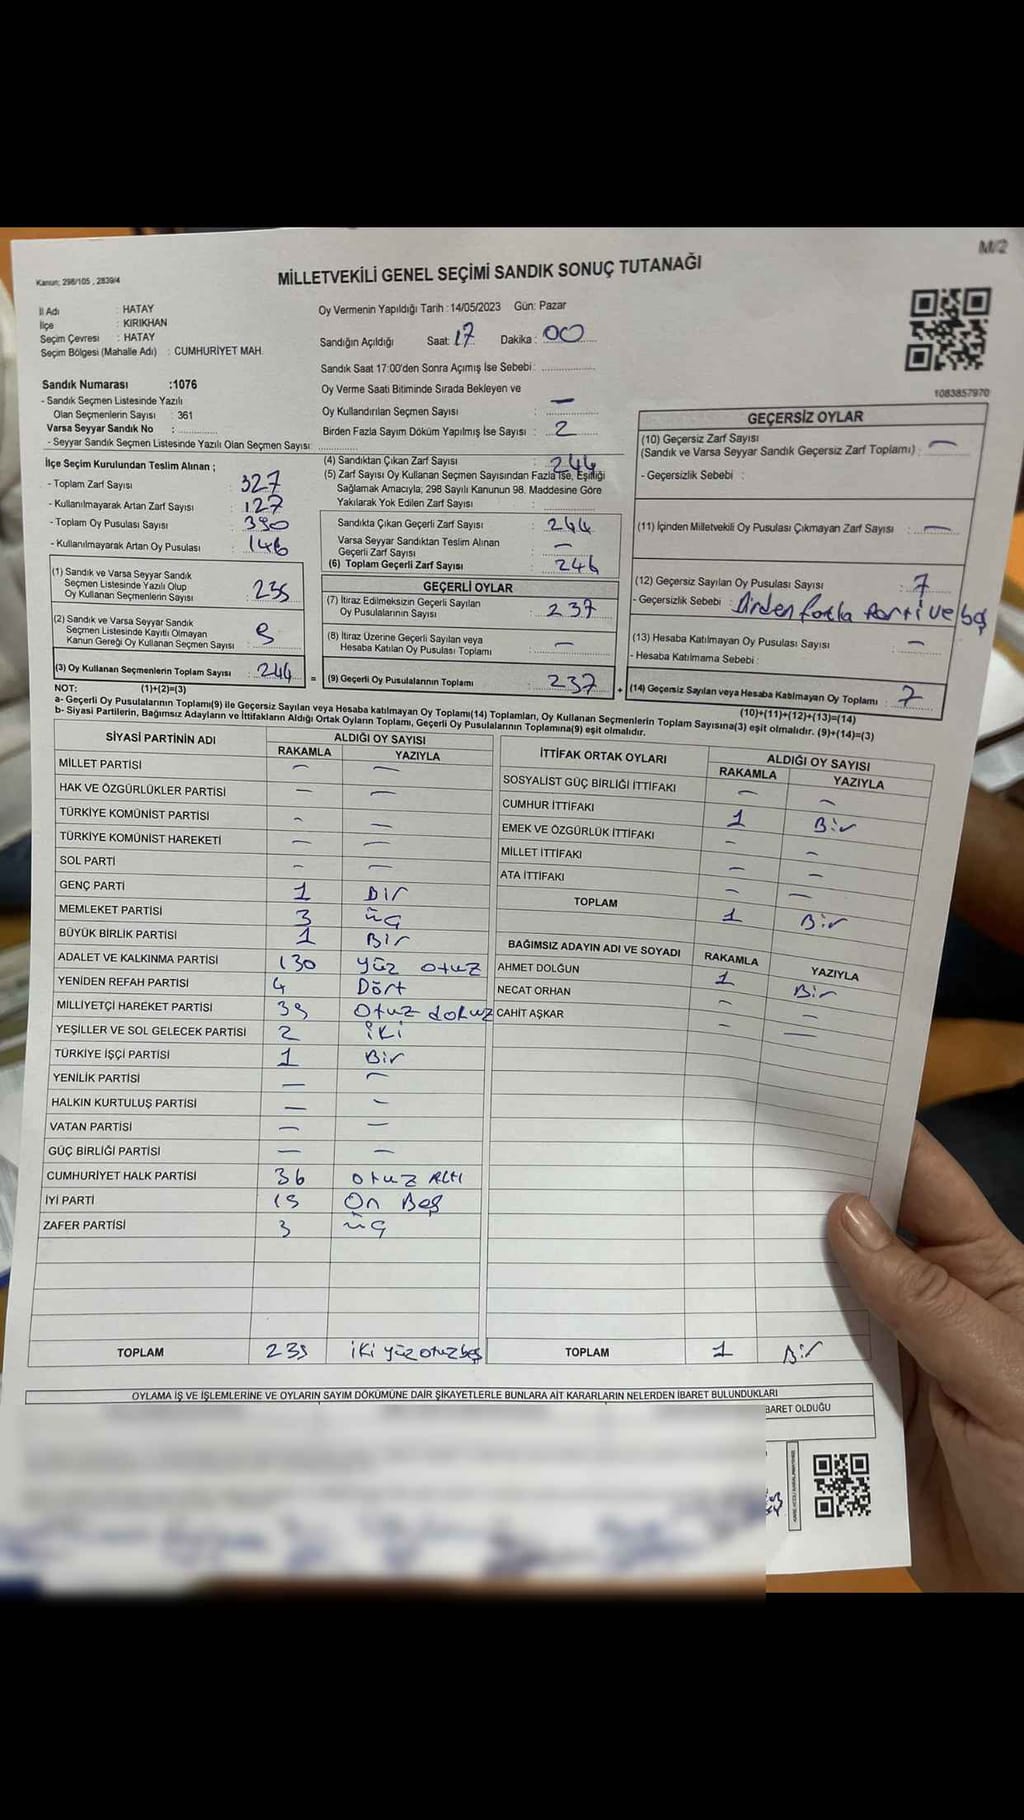 M/2
Kanun; 298/105 , 2839/4
MİLLETVEKİLİ GENEL SEÇİMİ SANDIK SONUÇ TUTANAĞI
İl Adı : HATAY
İlçe : KIRIKHAN
Seçim Çevresi : HATAY
Seçim Bölgesi (Mahalle Adı) : CUMHURİYET MAH.
Sandık Numarası :1076
- Sandık Seçmen Listesinde Yazılı
Olan Seçmenlerin Sayısı : 361
Varsa Seyyar Sandık No :
- Seyyar Sandık Seçmen Listesinde Yazılı Olan Seçmen Sayısı:
Oy Vermenin Yapıldığı Tarih : 14/05/2023 Gün: Pazar
Sandığın Açıldığı Saat: 17 Dakika : 00
Sandık Saat 17:00'den Sonra Açımış İse Sebebi:
Oy Verme Saati Bitiminde Sırada Bekleyen ve
Oy Kullandırılan Seçmen Sayısı : —
Birden Fazla Sayım Döküm Yapılmış İse Sayısı : 2
1083857970
İlçe Seçim Kurulundan Teslim Alınan ;
- Toplam Zarf Sayısı : 327
- Kullanılmayarak Artan Zarf Sayısı : 127
- Toplam Oy Pusulası Sayısı : 390
- Kullanılmayarak Artan Oy Pusulası : 146
(1) Sandık ve Varsa Seyyar Sandık
Seçmen Listesinde Yazılı Olup
Oy Kullanan Seçmenlerin Sayısı : 235
(2) Sandık ve Varsa Seyyar Sandık
Seçmen Listesinde Kayıtlı Olmayan
Kanun Gereği Oy Kullanan Seçmen Sayısı : 9
(3) Oy Kullanan Seçmenlerin Toplam Sayısı : 244
(4) Sandıktan Çıkan Zarf Sayısı : 244
(5) Zarf Sayısı Oy Kullanan Seçmen Sayısından Fazla İse, Eşitliği
Sağlamak Amacıyla, 298 Sayılı Kanunun 98. Maddesine Göre
Yakılarak Yok Edilen Zarf Sayısı :
Sandıkta Çıkan Geçerli Zarf Sayısı : 244
Varsa Seyyar Sandıktan Teslim Alınan
Geçerli Zarf Sayısı : —
(6) Toplam Geçerli Zarf Sayısı : 244
GEÇERLİ OYLAR
(7) İtiraz Edilmeksizin Geçerli Sayılan
Oy Pusulalarının Sayısı : 237
(8) İtiraz Üzerine Geçerli Sayılan veya
Hesaba Katılan Oy Pusulası Toplamı : —
= (9) Geçerli Oy Pusulalarının Toplamı : 237 +
GEÇERSİZ OYLAR
(10) Geçersiz Zarf Sayısı
(Sandık ve Varsa Seyyar Sandık Geçersiz Zarf Toplamı) : —
- Geçersizlik Sebebi :
(11) İçinden Milletvekili Oy Pusulası Çıkmayan Zarf Sayısı : —
(12) Geçersiz Sayılan Oy Pusulası Sayısı : 7
- Geçersizlik Sebebi : Birden fazla Parti ve boş
(13) Hesaba Katılmayan Oy Pusulası Sayısı : —
- Hesaba Katılmama Sebebi :
(14) Geçersiz Sayılan veya Hesaba Katılmayan Oy Toplamı : 7
NOT: (1)+(2)=(3)
(10)+(11)+(12)+(13)=(14)
a- Geçerli Oy Pusulalarının Toplamı(9) ile Geçersiz Sayılan veya Hesaba katılmayan Oy Toplamı(14) Toplamları, Oy Kullanan Seçmenlerin Toplam Sayısına(3) eşit olmalıdır. (9)+(14)=(3)
b- Siyasi Partilerin, Bağımsız Adayların ve İttifakların Aldığı Ortak Oyların Toplamı, Geçerli Oy Pusulalarının Toplamına(9) eşit olmalıdır.
SİYASİ PARTİNİN ADI ALDIĞI OY SAYISI
RAKAMLA YAZIYLA
MİLLET PARTİSİ — —
HAK VE ÖZGÜRLÜKLER PARTİSİ — —
TÜRKİYE KOMÜNİST PARTİSİ — —
TÜRKİYE KOMÜNİST HAREKETİ — —
SOL PARTİ — —
GENÇ PARTİ 1 Bir
MEMLEKET PARTİSİ 3 üç
BÜYÜK BİRLİK PARTİSİ 1 Bir
ADALET VE KALKINMA PARTİSİ 130 Yüz otuz
YENİDEN REFAH PARTİSİ 4 Dört
MİLLİYETÇİ HAREKET PARTİSİ 39 Otuz dokuz
YEŞİLLER VE SOL GELECEK PARTİSİ 2 iki
TÜRKİYE İŞÇİ PARTİSİ 1 Bir
YENİLİK PARTİSİ — —
HALKIN KURTULUŞ PARTİSİ — —
VATAN PARTİSİ — —
GÜÇ BİRLİĞİ PARTİSİ — —
CUMHURİYET HALK PARTİSİ 36 otuz Altı
İYİ PARTİ 15 On Beş
ZAFER PARTİSİ 3 üç
TOPLAM 235 iki yüz otuz beş
İTTİFAK ORTAK OYLARI ALDIĞI OY SAYISI
RAKAMLA YAZIYLA
SOSYALİST GÜÇ BİRLİĞİ İTTİFAKI — —
CUMHUR İTTİFAKI 1 Bir
EMEK VE ÖZGÜRLÜK İTTİFAKI — —
MİLLET İTTİFAKI — —
ATA İTTİFAKI — —
TOPLAM 1 Bir
BAĞIMSIZ ADAYIN ADI VE SOYADI RAKAMLA YAZIYLA
AHMET DOLĞUN 1 Bir
NECAT ORHAN — —
CAHİT AŞKAR — —
TOPLAM 1 Bir
OYLAMA İŞ VE İŞLEMLERİNE VE OYLARIN SAYIM DÖKÜMÜNE DAİR ŞİKAYETLERLE BUNLARA AİT KARARLARIN NELERDEN İBARET BULUNDUKLARI
BARET OLDUĞU